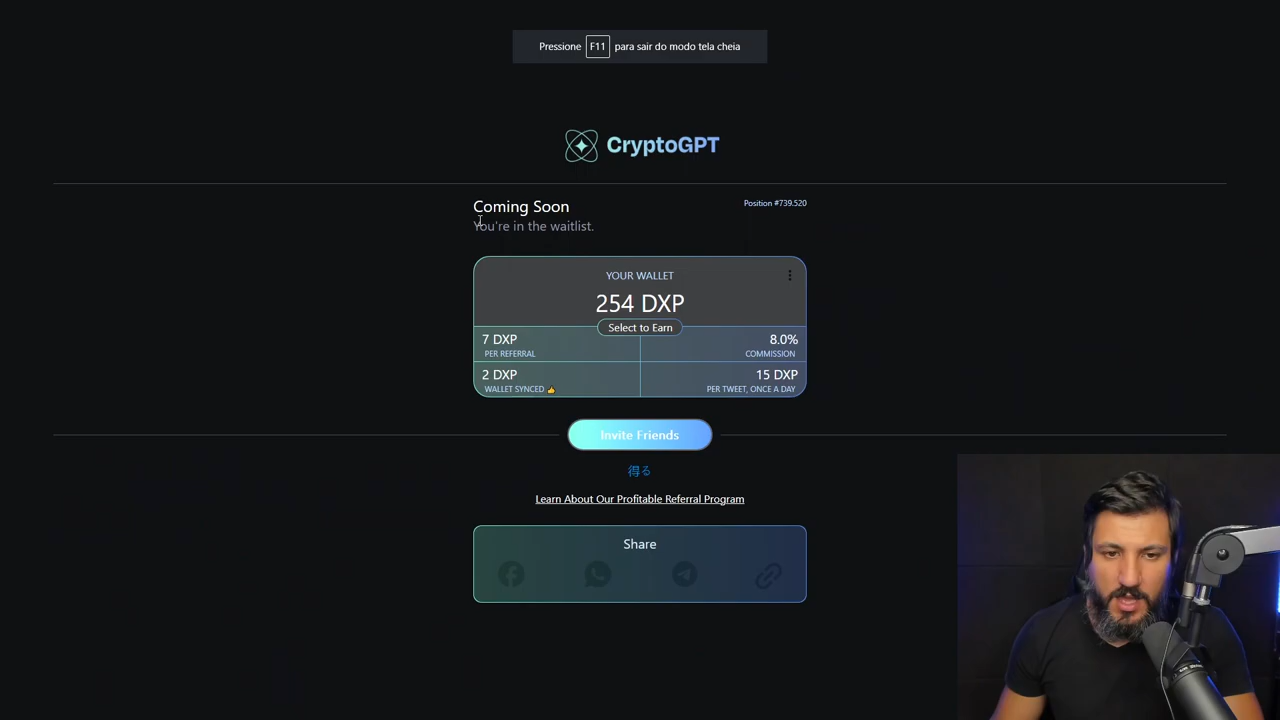 Pressione F11 para sair do modo tela cheia
CryptoGPT
Coming Soon
Position #739.520
You're in the waitlist.
YOUR WALLET
254 DXP
Select to Earn
7 DXP
8.0%
PER REFERRAL
COMMISSION
2 DXP
15 DXP
WALLET SYNCED 👍
PER TWEET, ONCE A DAY
Invite Friends
得る
Learn About Our Profitable Referral Program
Share